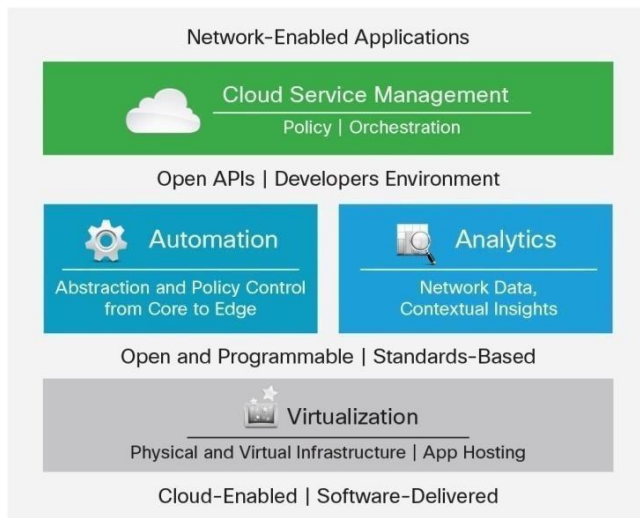 Network-Enabled Applications
Cloud Service Management
Policy | Orchestration
Open APIs | Developers Environment
Automation
Abstraction and Policy Control
from Core to Edge
Analytics
Network Data,
Contextual Insights
Open and Programmable | Standards-Based
Virtualization
Physical and Virtual Infrastructure | App Hosting
Cloud-Enabled | Software-Delivered